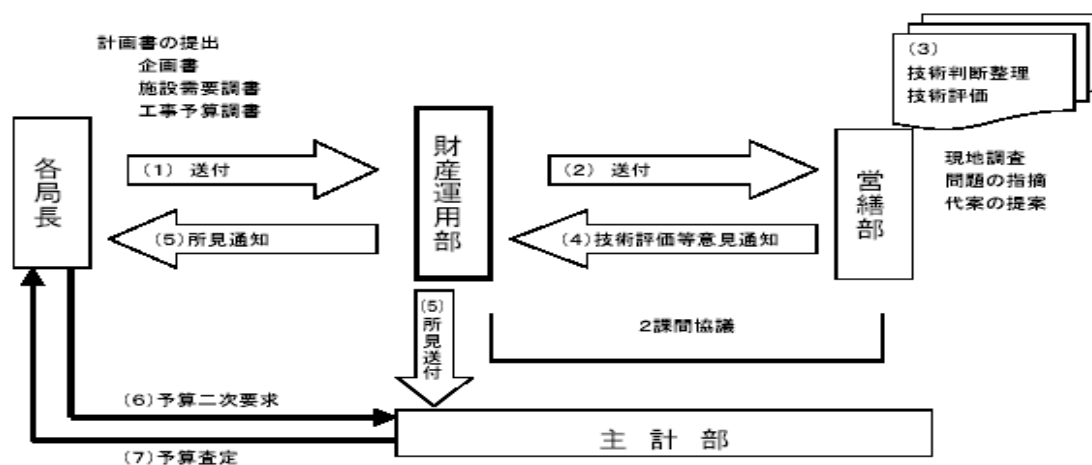 計画書の提出
企画書
施設需要調書
工事予算調書
(3)
技術判断整理
技術評価
各局長
(1) 送付
財産運用部
(2) 送付
営繕部
現地調査
問題の指摘
代案の提案
(5)所見通知
(4)技術評価等意見通知
(5)所見送付
2課間協議
(6)予算二次要求
主計部
(7)予算査定